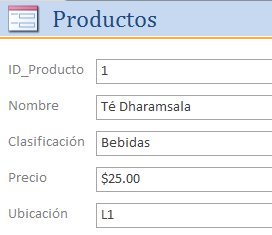 Productos
ID_Producto 1
Nombre Té Dharamsala
Clasificación Bebidas
Precio $25.00
Ubicación L1